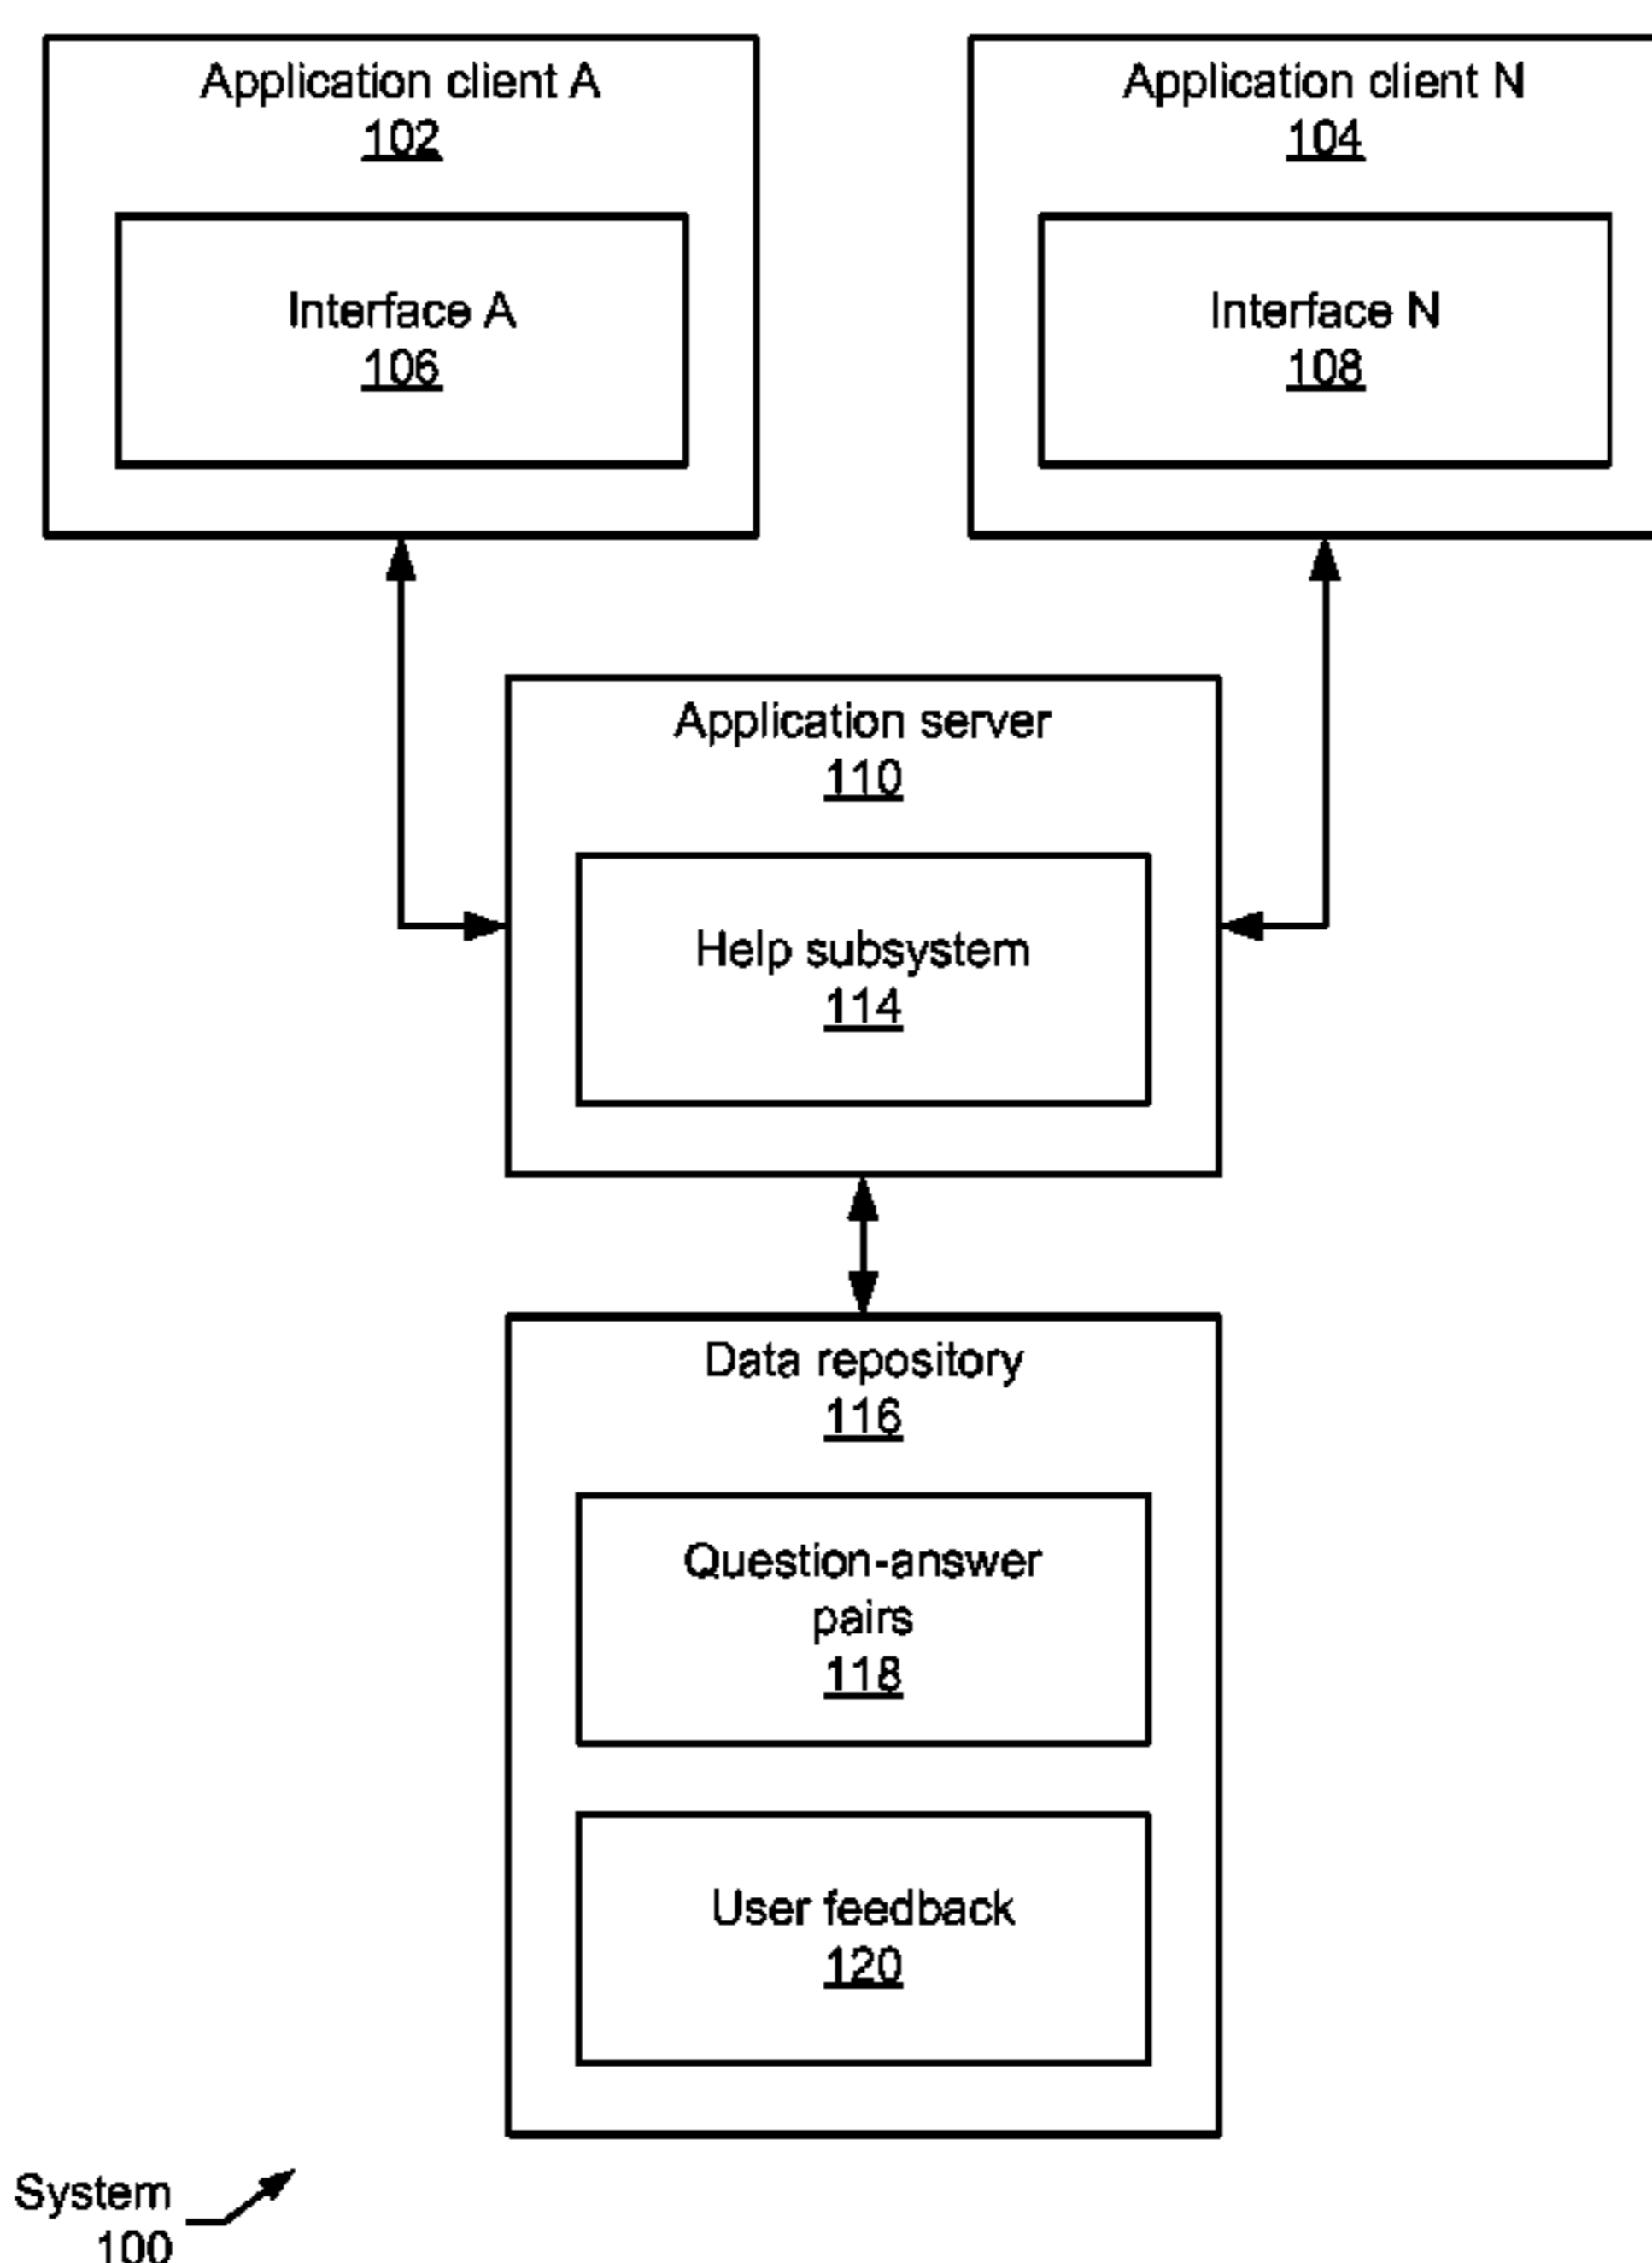 Application client A
102
Interface A
106
Application client N
104
Interface N
108
Application server
110
Help subsystem
114
Data repository
116
Question-answer
pairs
118
User feedback
120
System
100